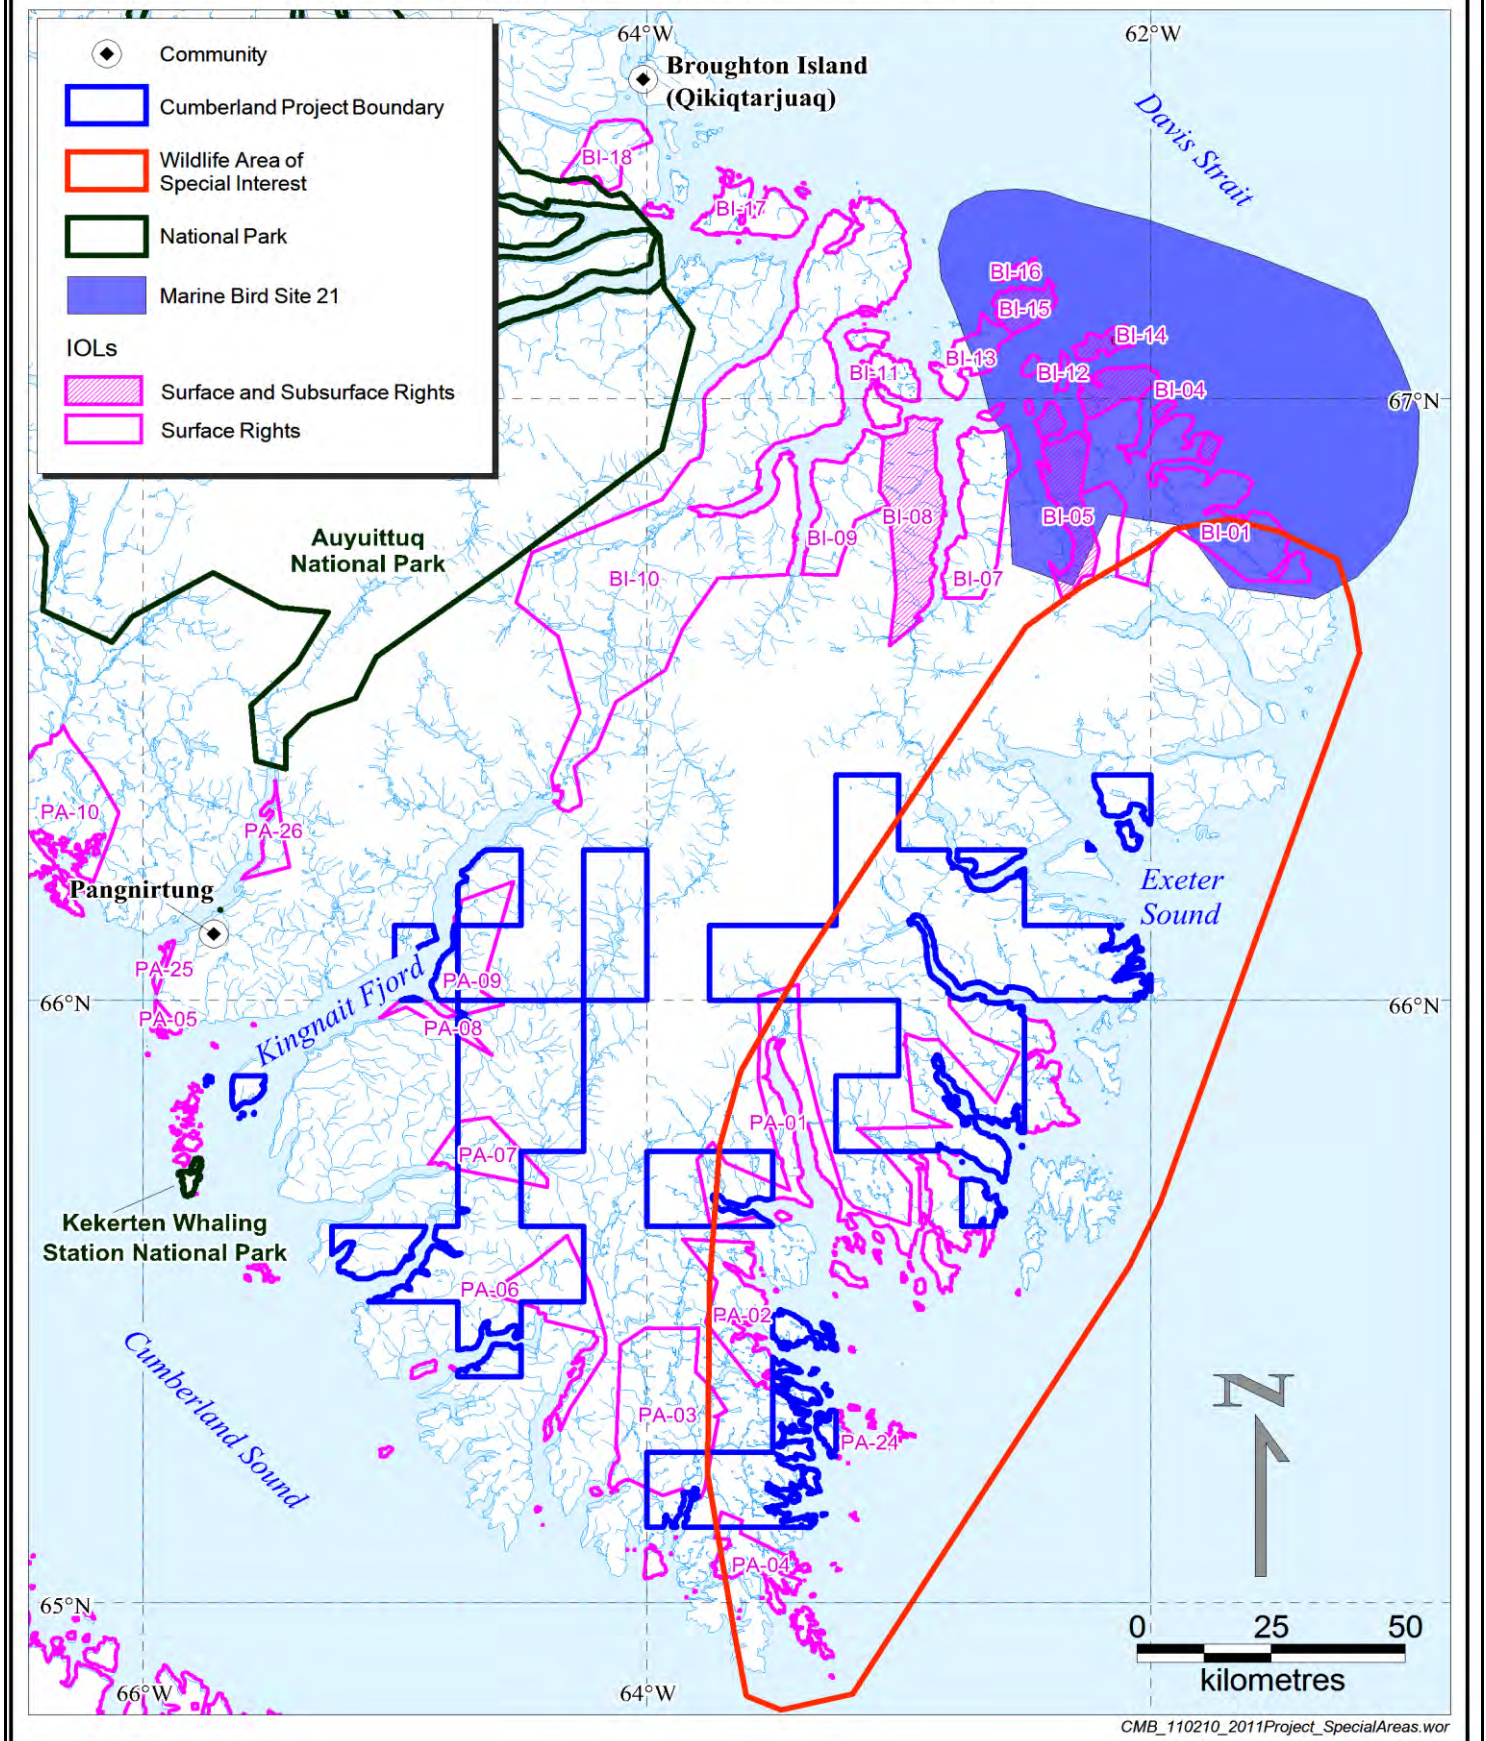 Community
Cumberland Project Boundary
Wildlife Area of
Special Interest
National Park
Marine Bird Site 21
IOLs
Surface and Subsurface Rights
Surface Rights
64°W
62°W
Broughton Island
(Qikiqtarjuaq)
Davis Strait
BI-18
BI-17
BI-16
BI-15
BI-14
BI-13
BI-12
BI-11
BI-04
67°N
BI-08
BI-05
BI-01
BI-09
BI-10
BI-07
Auyuittuq
National Park
PA-10
PA-26
Pangnirtung
Exeter
Sound
PA-25
PA-09
66°N
66°N
PA-05
PA-08
Kingnait Fjord
PA-01
PA-07
Kekerten Whaling
Station National Park
PA-06
PA-02
Cumberland Sound
PA-03
PA-24
N
PA-04
65°N
0 25 50
kilometres
66°W
64°W
CMB_110210_2011Project_SpecialAreas.wor